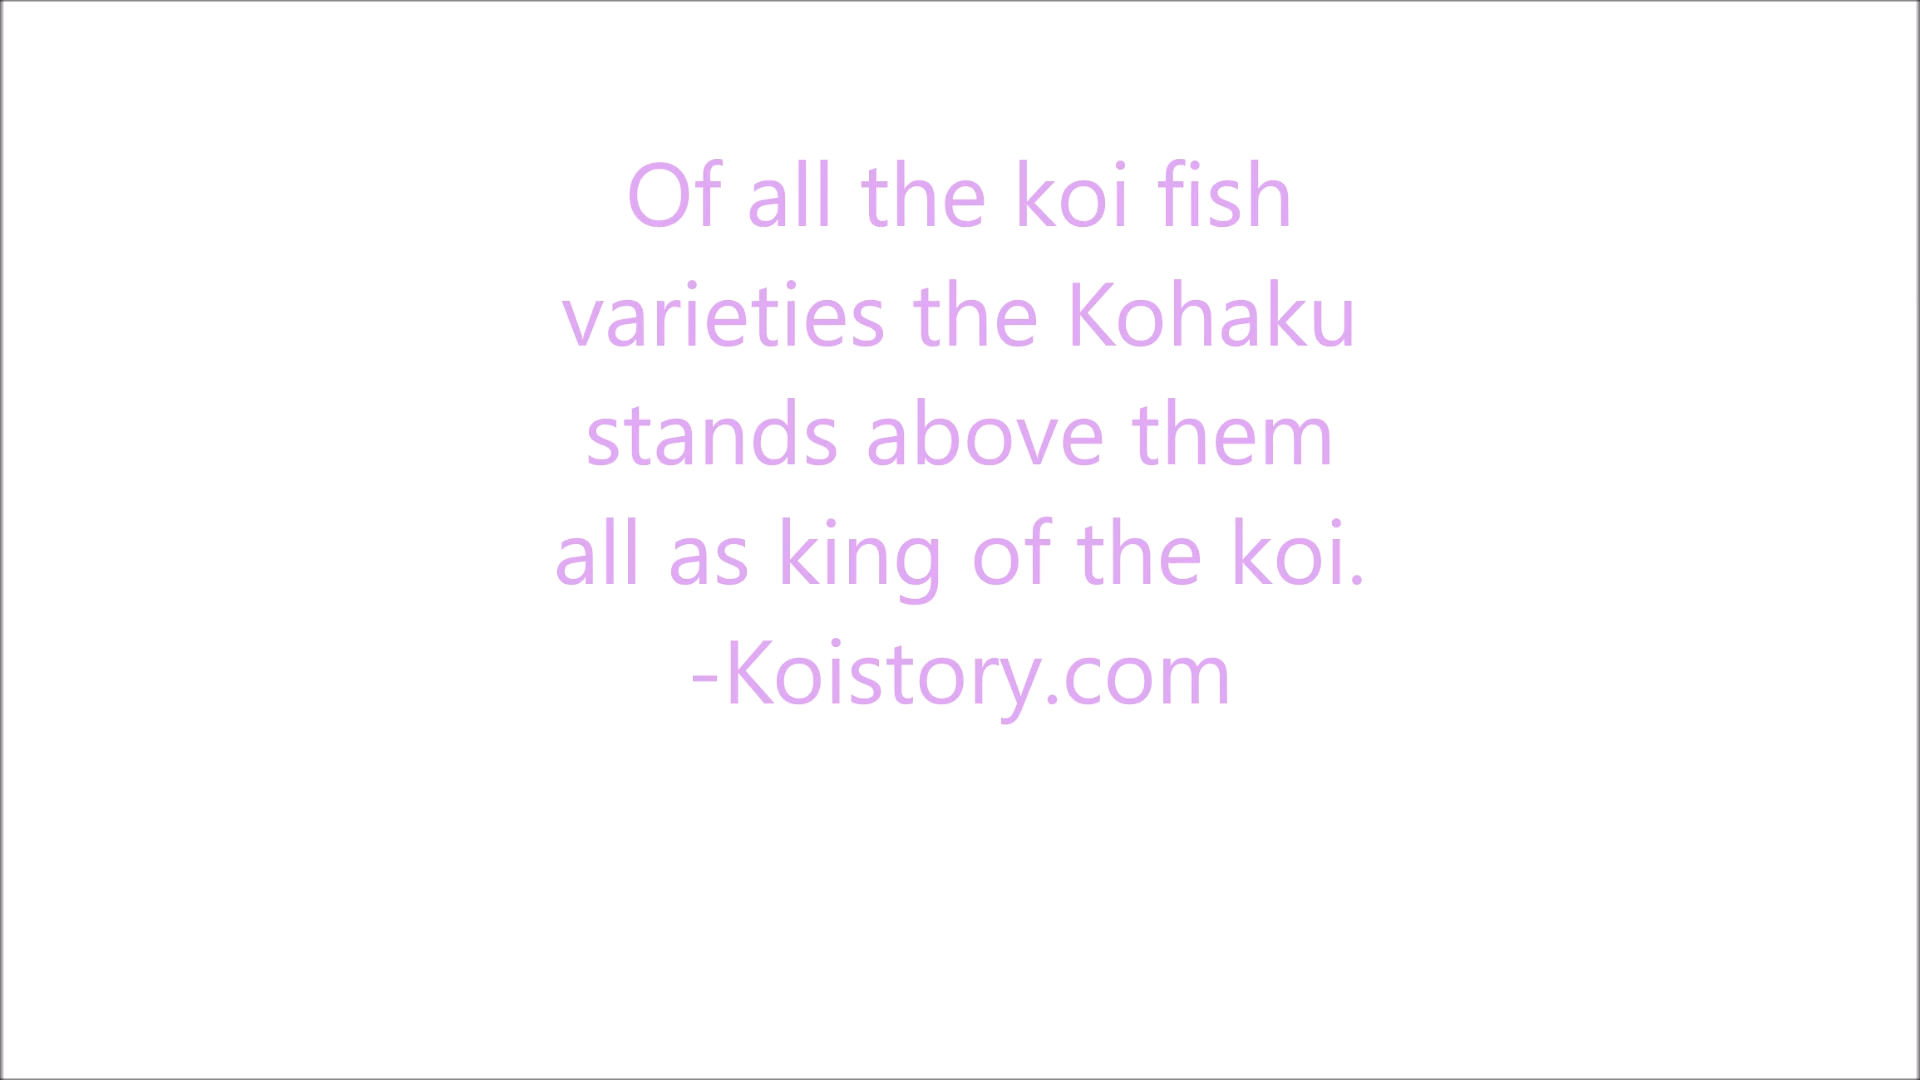 Of all the koi fish
varieties the Kohaku
stands above them
all as king of the koi.
-Koistory.com